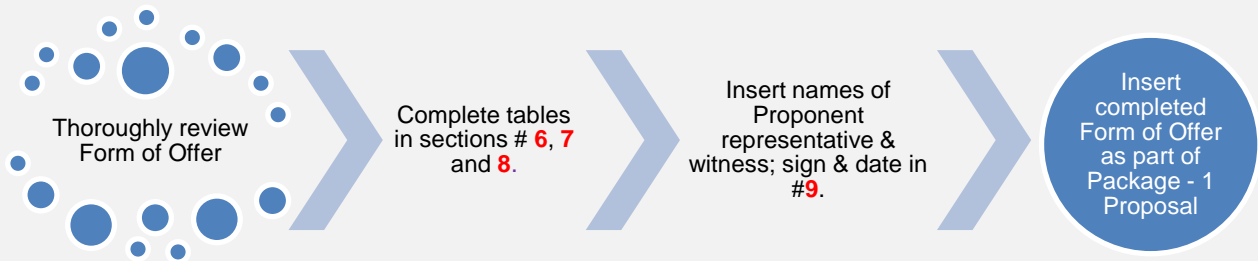 Thoroughly review
Form of Offer
Complete tables
in sections # 6, 7
and 8.
Insert names of
Proponent
representative &
witness; sign & date in
#9.
Insert
completed
Form of Offer
as part of
Package - 1
Proposal